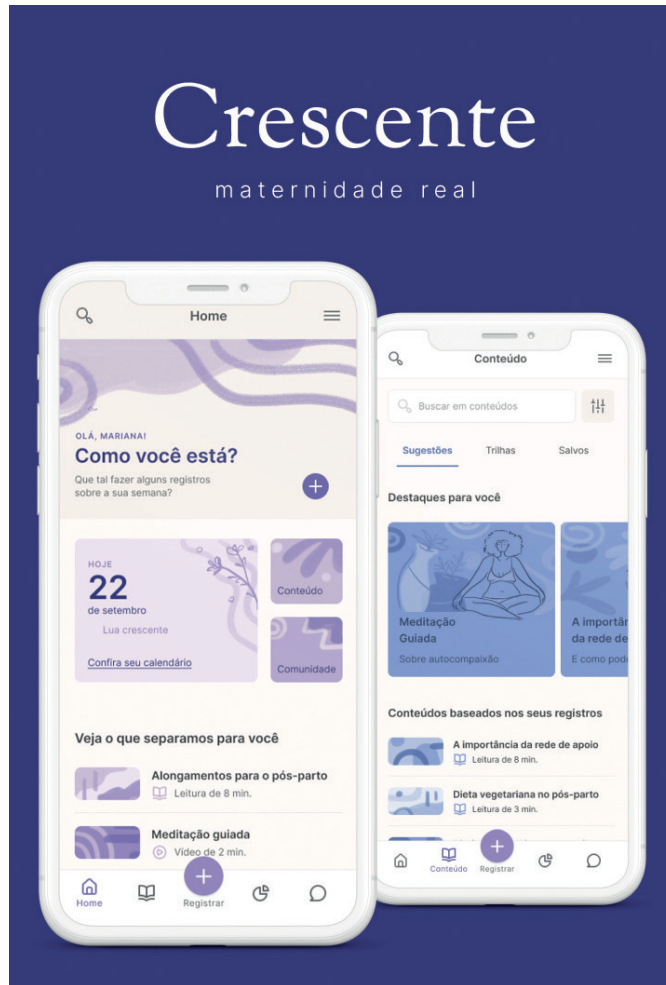 Crescente
maternidade real
Home
OLÁ, MARIANA!
Como você está?
Que tal fazer alguns registros
sobre a sua semana?
HOJE
22
de setembro
Lua crescente
Confira seu calendário
Conteúdo
Comunidade
Veja o que separamos para você
Alongamentos para o pós-parto
Leitura de 8 min.
Meditação guiada
Vídeo de 2 min.
Home
Registrar
Conteúdo
Buscar em conteúdos
Sugestões
Trilhas
Salvos
Destaques para você
Meditação
Guiada
Sobre autocompaixão
A importân
da rede de
E como pod
Conteúdos baseados nos seus registros
A importância da rede de apoio
Leitura de 8 min.
Dieta vegetariana no pós-parto
Leitura de 3 min.
Conteúdo
Registrar